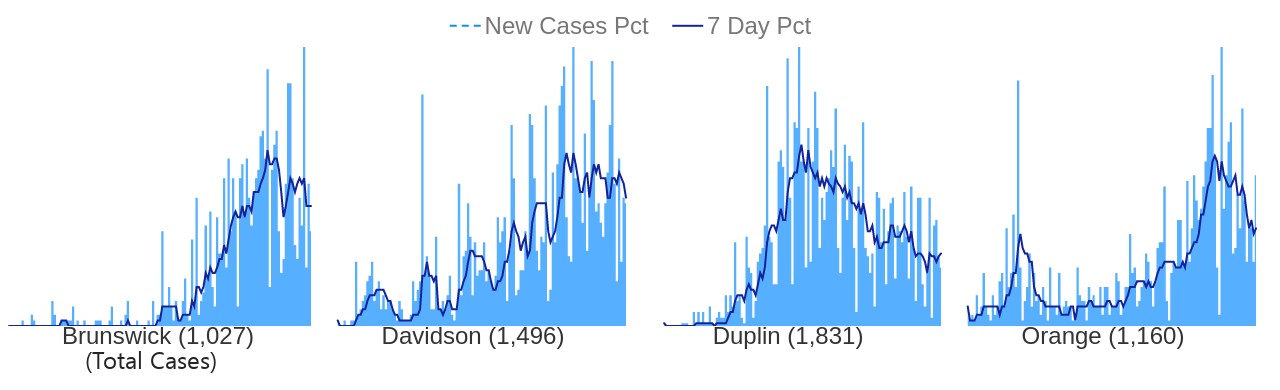 New Cases Pct 7 Day Pct
Brunswick (1,027) Davidson (1,496) Duplin (1,831) Orange (1,160)
(Total Cases)